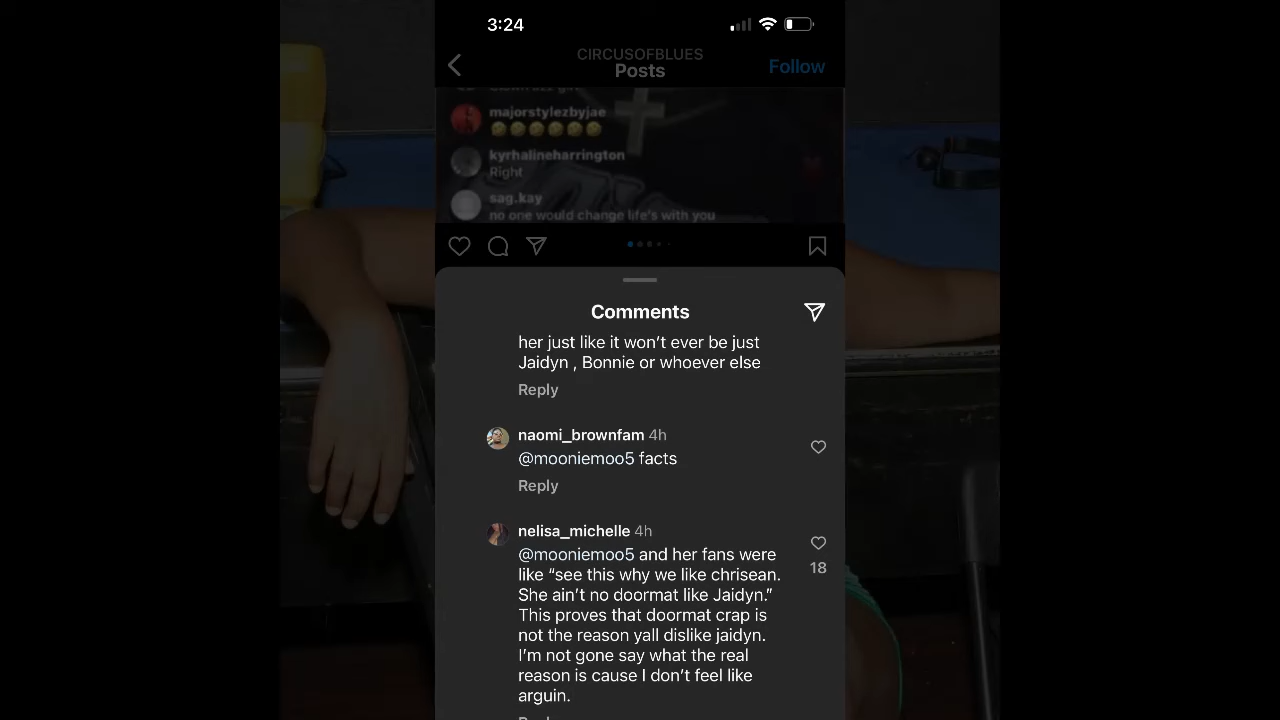 3:24
CIRCUSOFBLUES
Posts
Follow
majorstylezbyjae
kyrhalineharrington
Right
sag.kay
no one would change life's with you
Comments
her just like it won't ever be just
Jaidyn , Bonnie or whoever else
Reply
naomi_brownfam 4h
@mooniemoo5 facts
Reply
nelisa_michelle 4h
@mooniemoo5 and her fans were
like “see this why we like chrisean.
She ain't no doormat like Jaidyn.”
This proves that doormat crap is
not the reason yall dislike jaidyn.
I'm not gone say what the real
reason is cause I don't feel like
arguin.
18